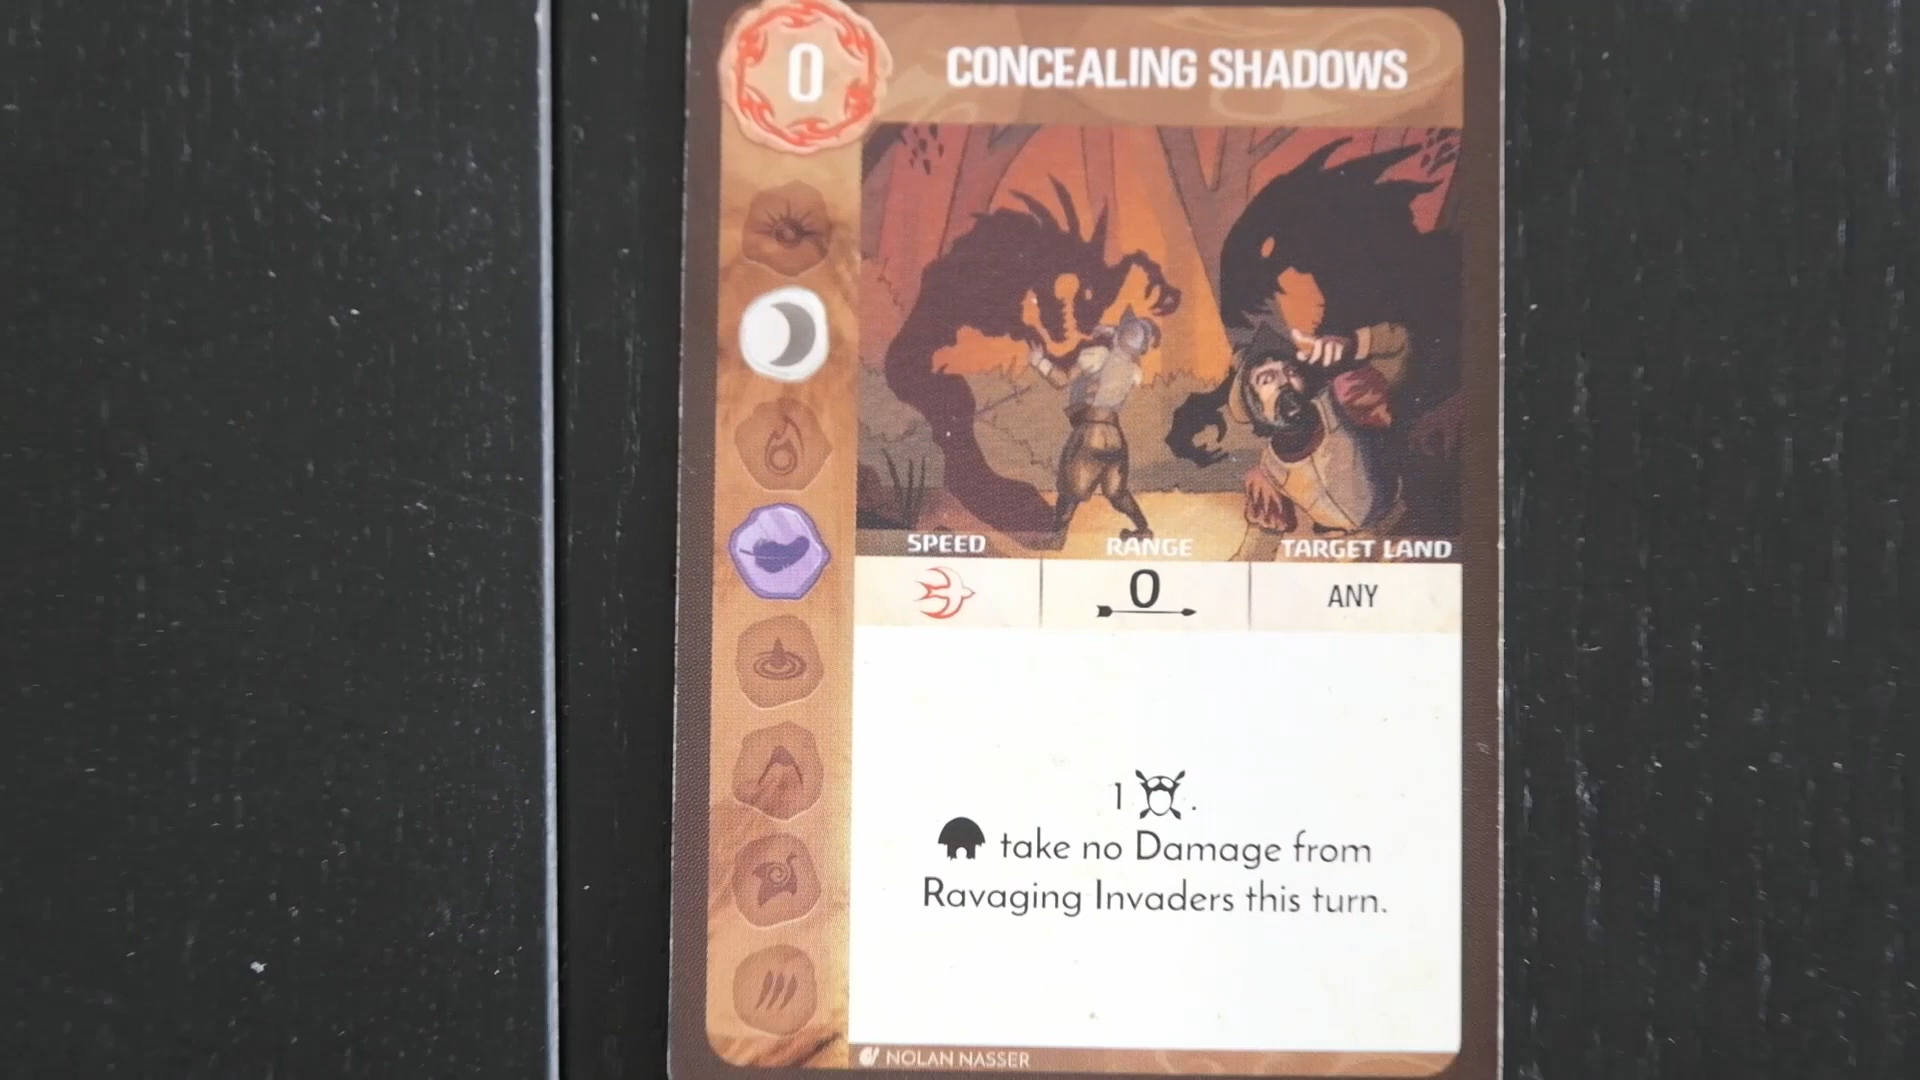 0
CONCEALING SHADOWS
SPEED RANGE TARGET LAND
0 ANY
1 .
take no Damage from
Ravaging Invaders this turn.
NOLAN NASSER